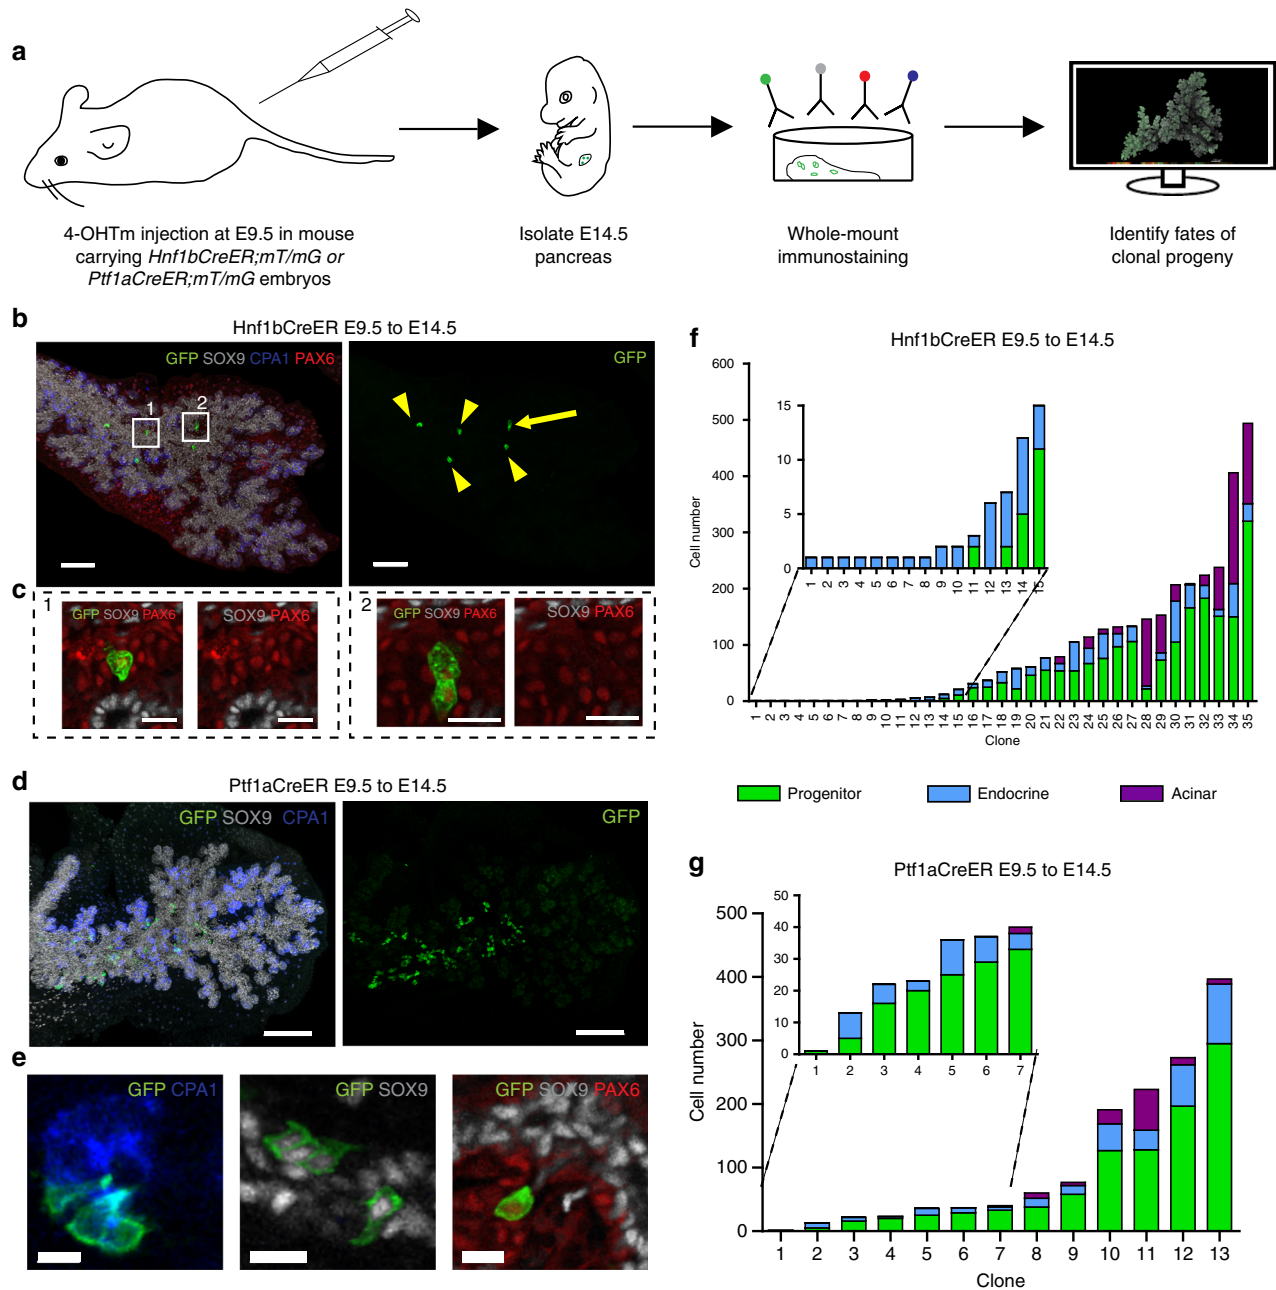 a
4-OHTm injection at E9.5 in mouse
carrying Hnf1bCreER;mT/mG or
Ptf1aCreER;mT/mG embryos
Isolate E14.5
pancreas
Whole-mount
immunostaining
Identify fates of
clonal progeny
b
Hnf1bCreER E9.5 to E14.5
GFP SOX9 CPA1 PAX6
1
2
GFP
c
1
GFP SOX9 PAX6
SOX9 PAX6
2
GFP SOX9 PAX6
SOX9 PAX6
d
Ptf1aCreER E9.5 to E14.5
GFP SOX9 CPA1
GFP
e
GFP CPA1
GFP SOX9
GFP SOX9 PAX6
f
Hnf1bCreER E9.5 to E14.5
Cell number
600
500
400
300
200
100
0
15
10
5
0
1 2 3 4 5 6 7 8 9 10 11 12 13 14 15
1 2 3 4 5 6 7 8 9 10 11 12 13 14 15 16 17 18 19 20 21 22 23 24 25 26 27 28 29 30 31 32 33 34 35
Clone
Progenitor
Endocrine
Acinar
g
Ptf1aCreER E9.5 to E14.5
Cell number
500
400
300
200
100
0
50
40
30
20
10
0
1 2 3 4 5 6 7
1 2 3 4 5 6 7 8 9 10 11 12 13
Clone